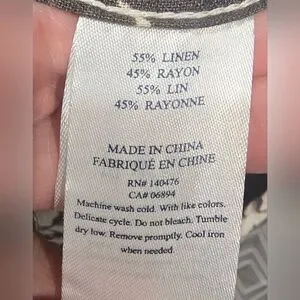 55% LINEN
45% RAYON
55% LIN
45% RAYONNE
MADE IN CHINA
FABRIQUÉ EN CHINE
RN# 140476
CA# 06894
Machine wash cold. With like colors.
Delicate cycle. Do not bleach. Tumble
dry low. Remove promptly. Cool iron
when needed.